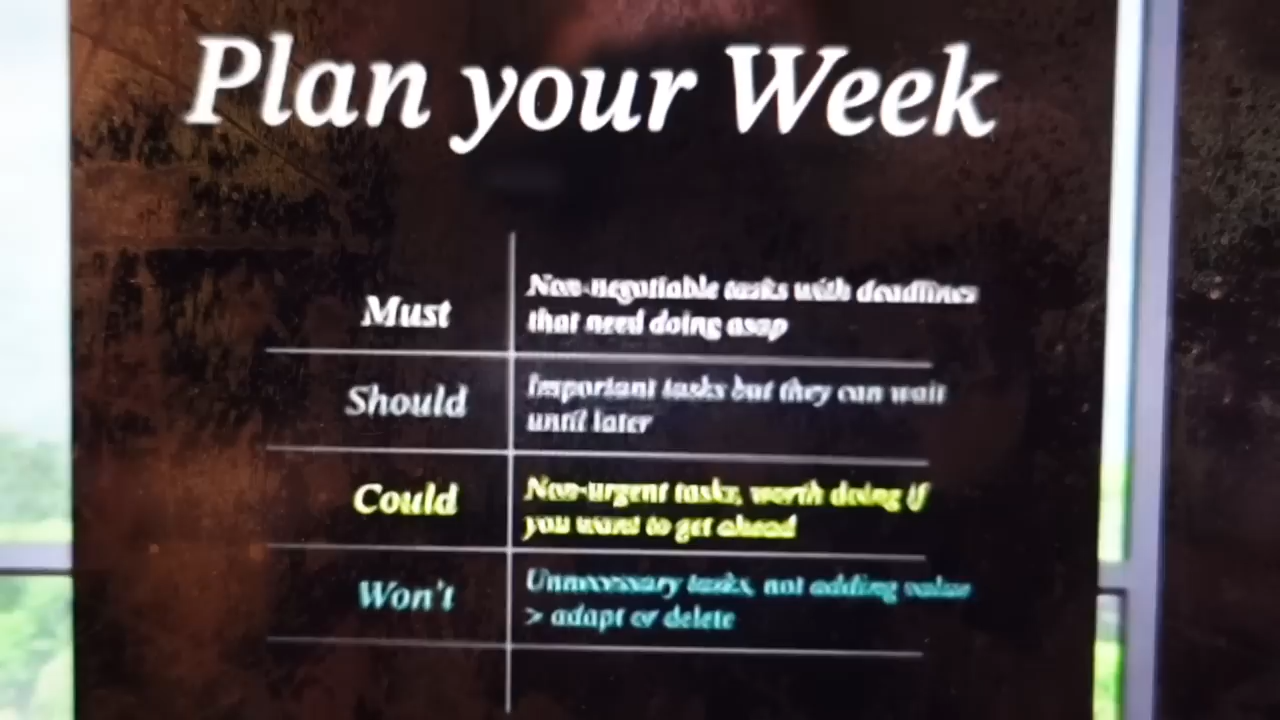 Plan your Week
Must
Non-negotiable tasks with deadlines
that need doing asap
Should
Important tasks but they can wait
until later
Could
Non-urgent tasks, worth doing if
you want to get ahead
Won't
Unnecessary tasks, not adding value
> adapt or delete